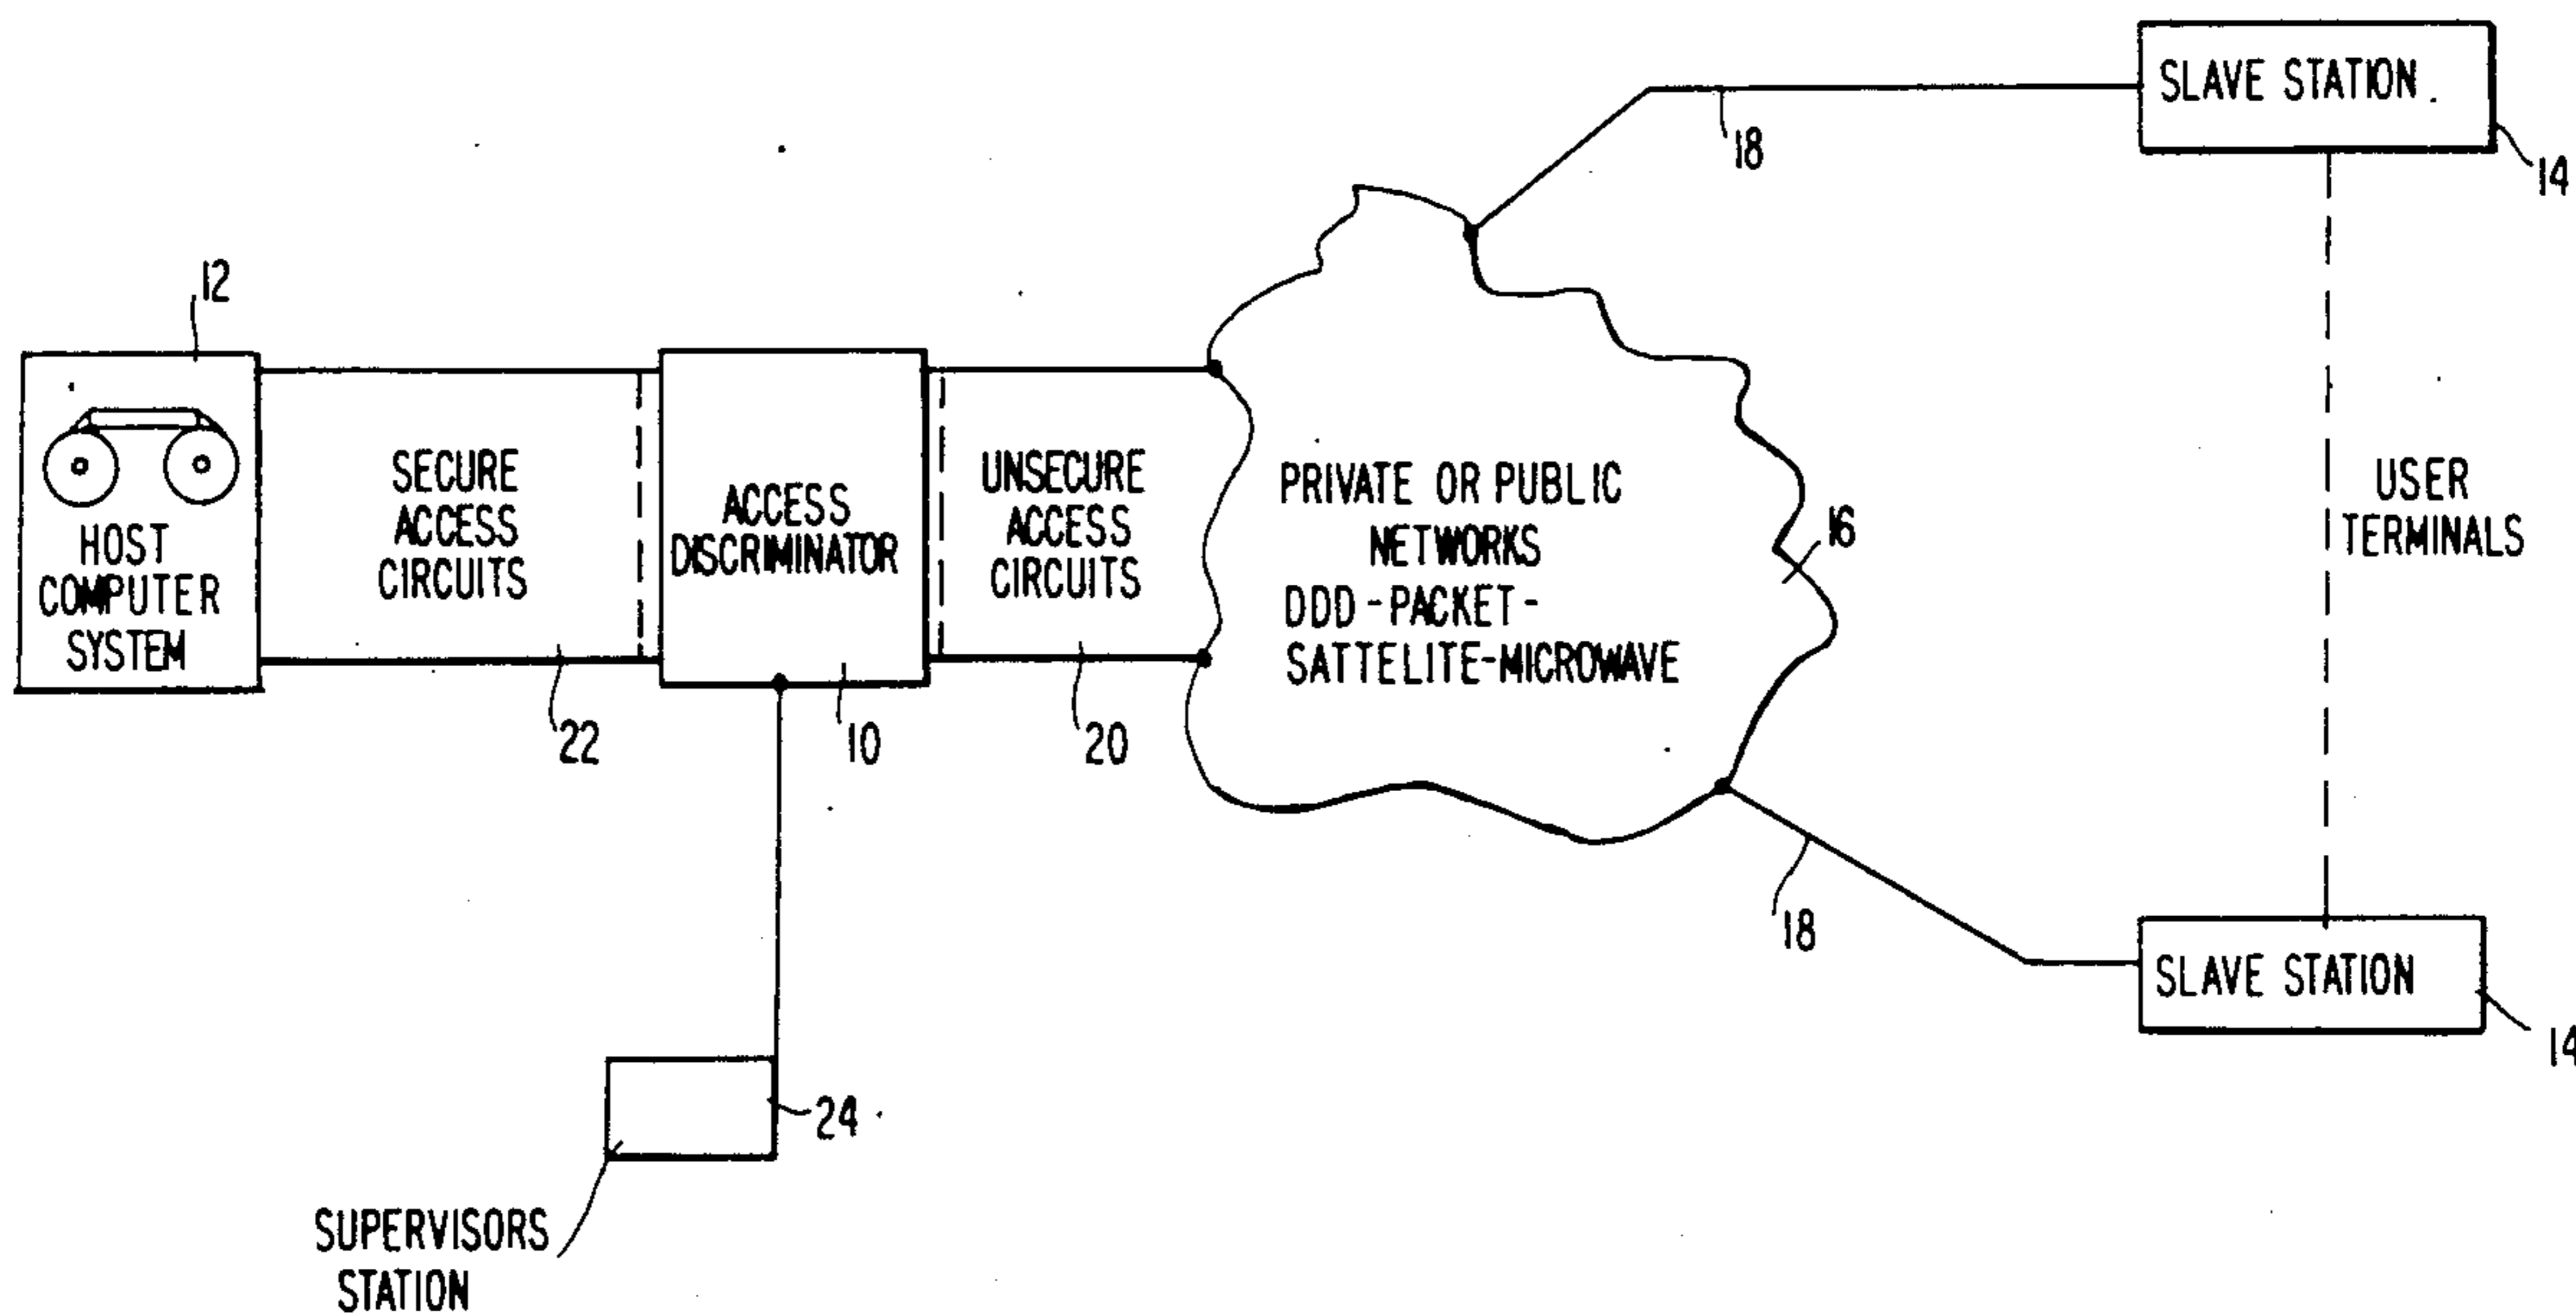 SLAVE STATION
14
18
12
HOST
COMPUTER
SYSTEM
SECURE
ACCESS
CIRCUITS
22
ACCESS
DISCRIMINATOR
10
UNSECURE
ACCESS
CIRCUITS
20
PRIVATE OR PUBLIC
NETWORKS
DDD-PACKET-
SATTELITE-MICROWAVE
16
USER
TERMINALS
18
SLAVE STATION
14
24
SUPERVISORS
STATION